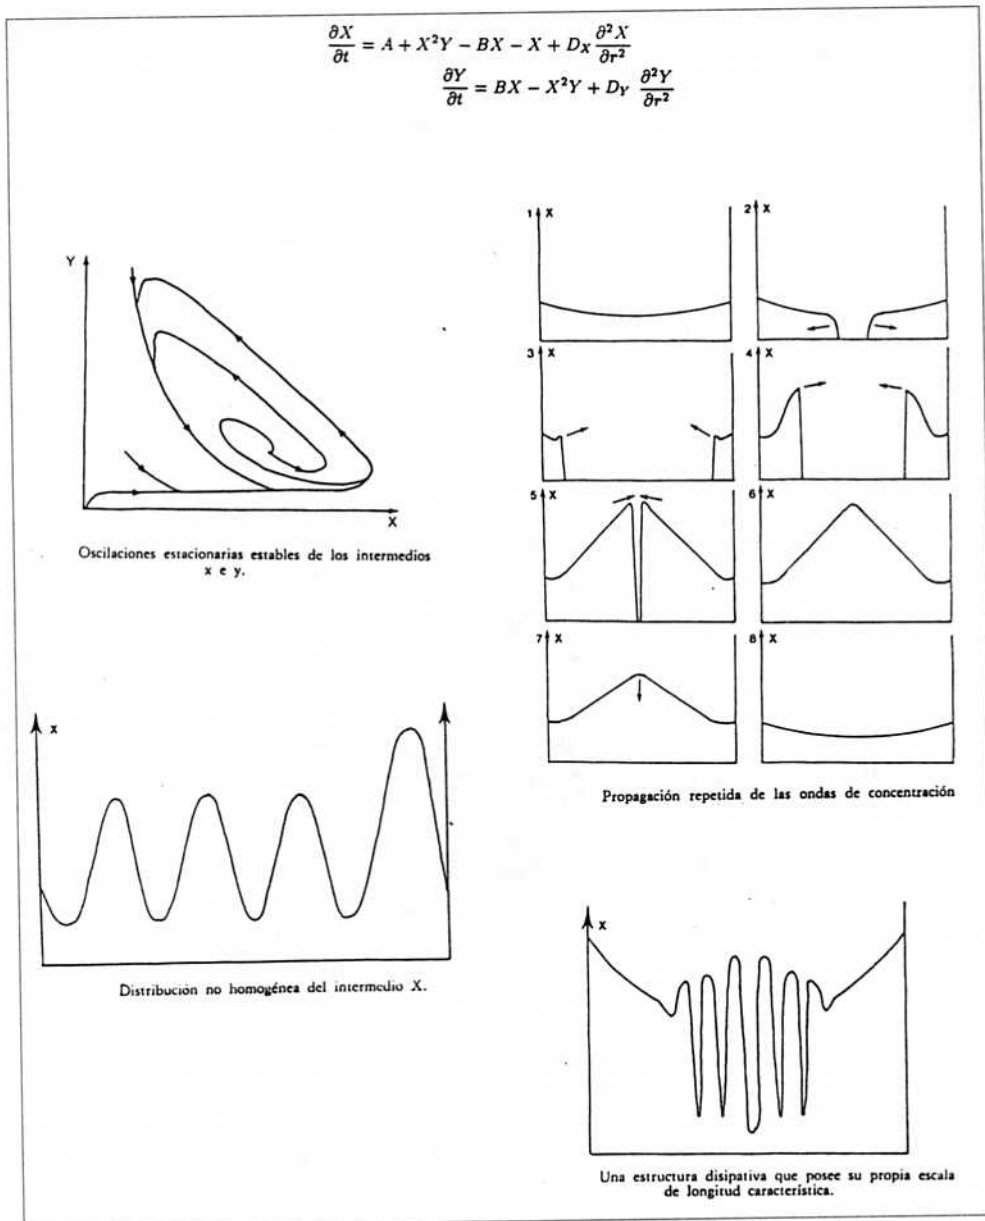 ∂X/∂t = A + X²Y − BX − X + D_X ∂²X/∂r²
∂Y/∂t = BX − X²Y + D_Y ∂²Y/∂r²
Y
X
Oscilaciones estacionarias estables de los intermedios
x e y.
1 X
2 X
3 X
4 X
5 X
6 X
7 X
8 X
Propagación repetida de las ondas de concentración
X
Distribución no homogénea del intermedio X.
X
Una estructura disipativa que posee su propia escala
de longitud característica.